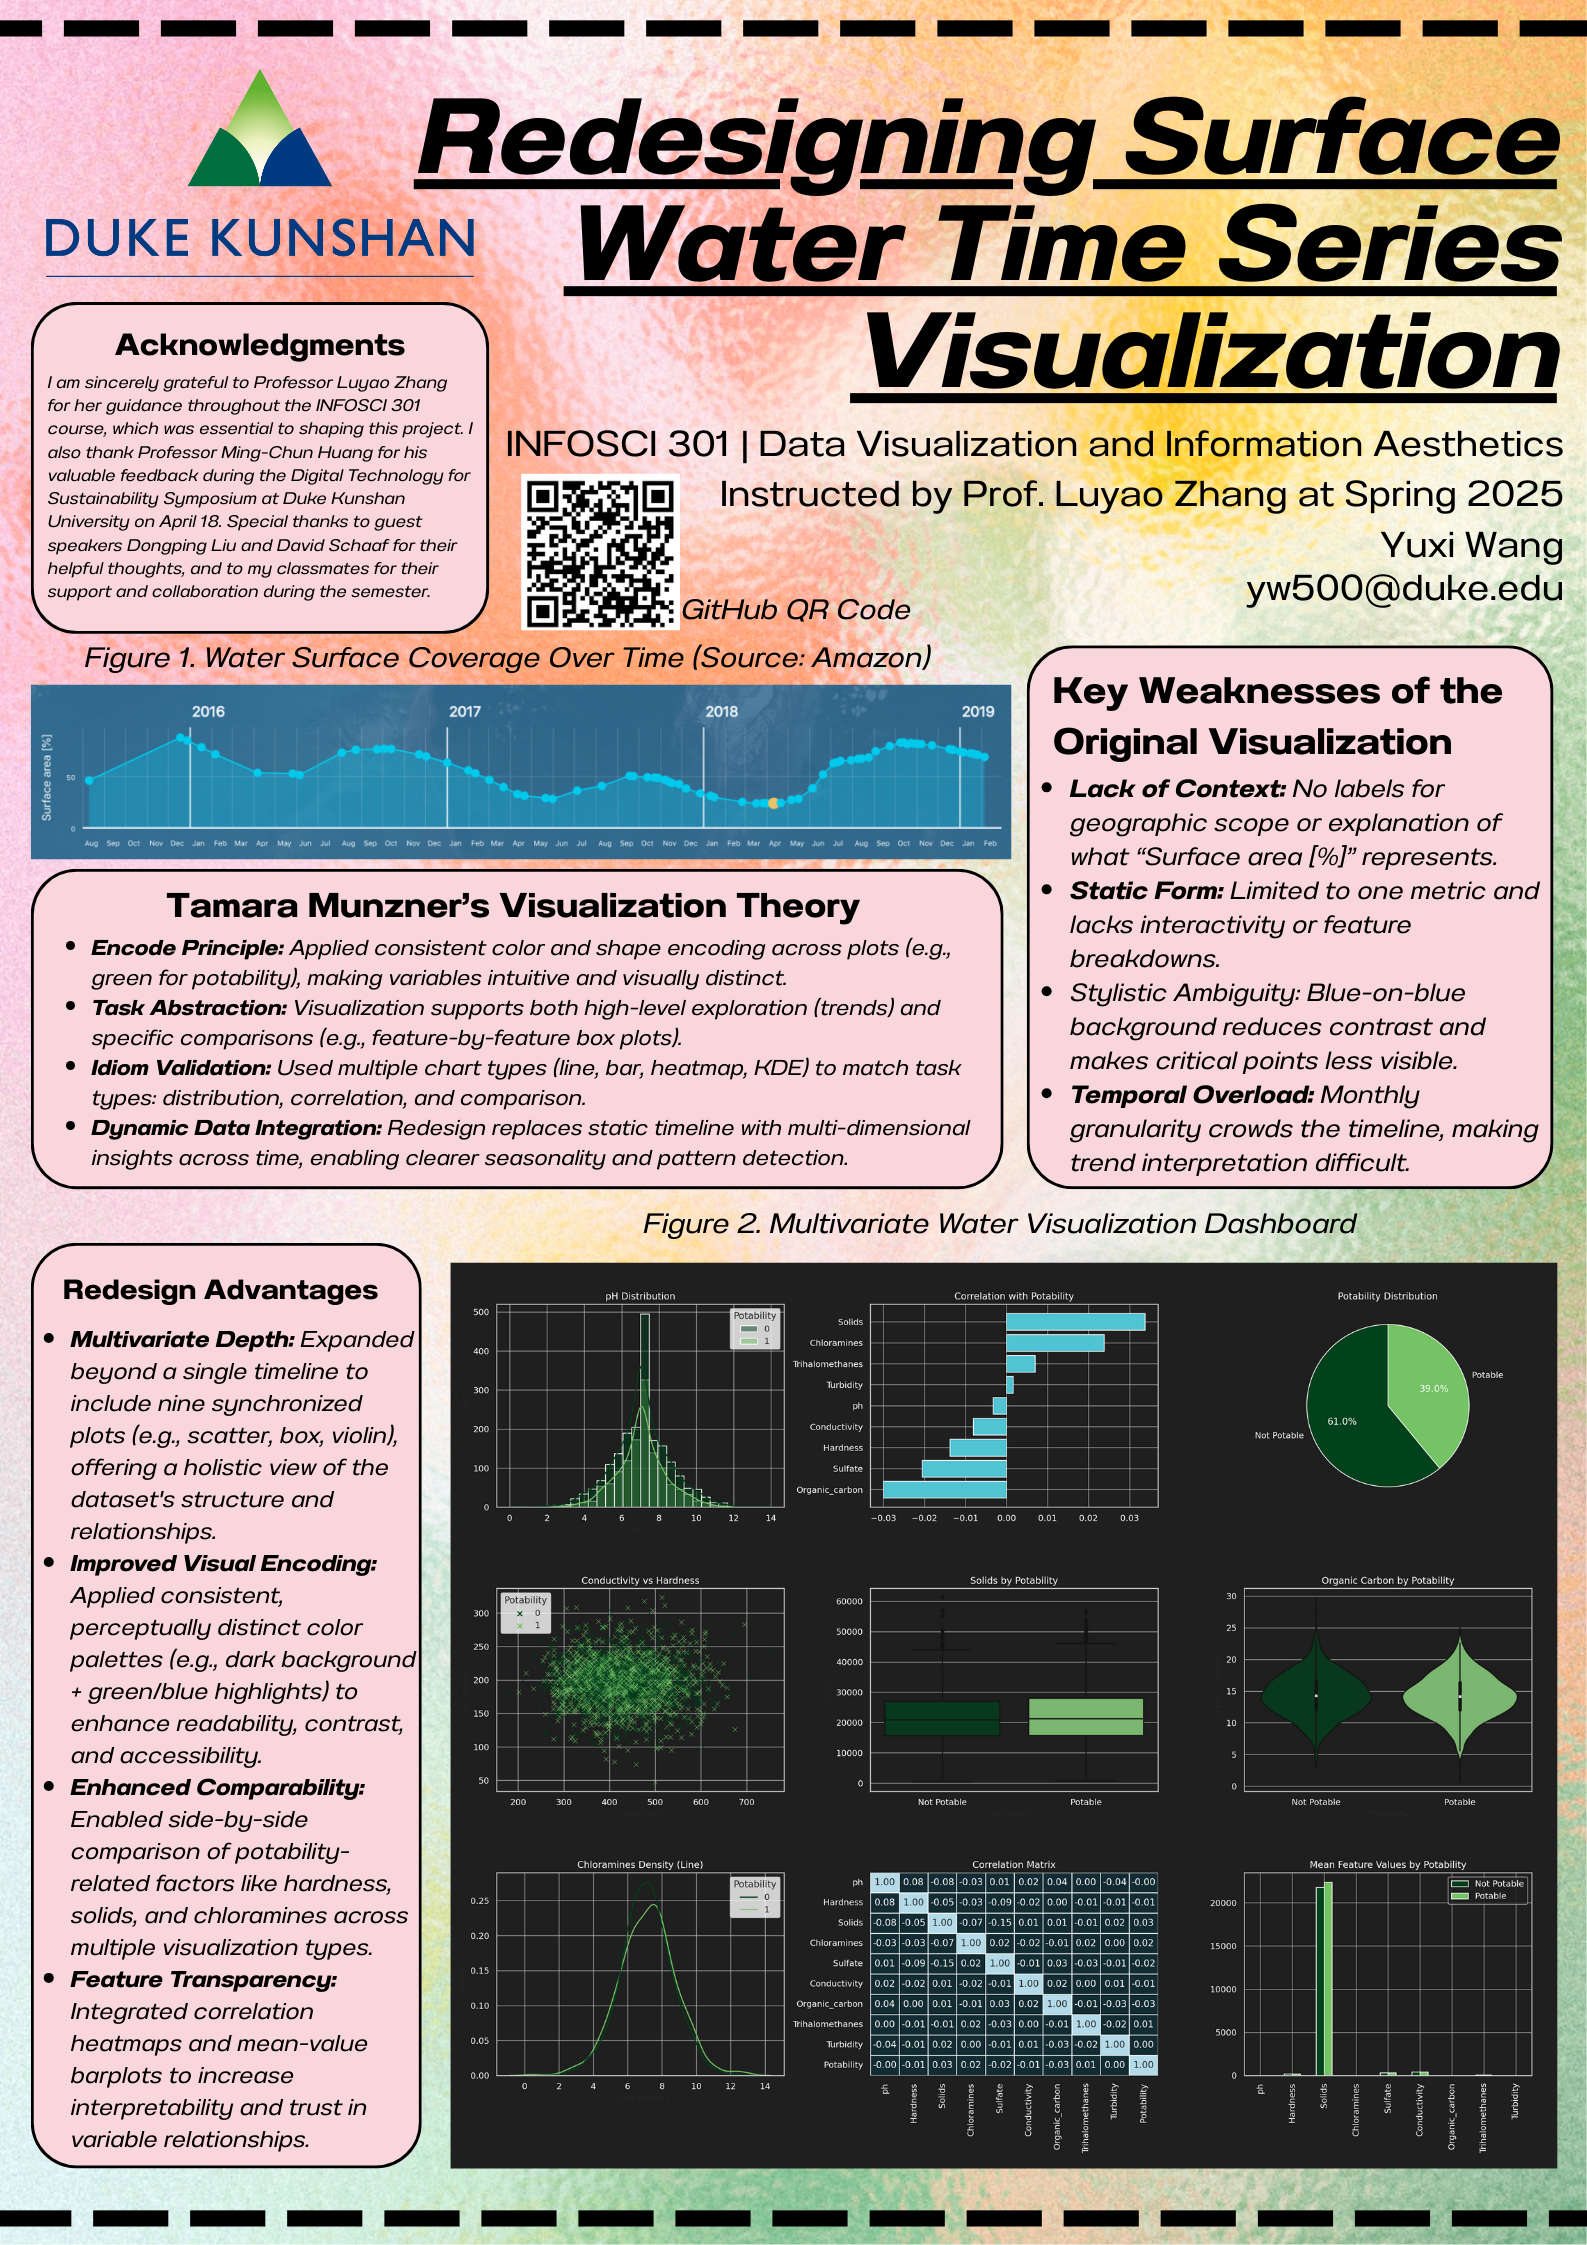 Redesigning Surface
Water Time Series
Visualization
DUKE KUNSHAN
INFOSCI 301 | Data Visualization and Information Aesthetics
Instructed by Prof. Luyao Zhang at Spring 2025
Yuxi Wang
yw500@duke.edu
GitHub QR Code
Acknowledgments
I am sincerely grateful to Professor Luyao Zhang
for her guidance throughout the INFOSCI 301
course, which was essential to shaping this project. I
also thank Professor Ming-Chun Huang for his
valuable feedback during the Digital Technology for
Sustainability Symposium at Duke Kunshan
University on April 18. Special thanks to guest
speakers Dongping Liu and David Schaaf for their
helpful thoughts, and to my classmates for their
support and collaboration during the semester.
Figure 1. Water Surface Coverage Over Time (Source: Amazon)
2016 2017 2018 2019
Surface area [%]
50
0
Aug Sep Oct Nov Dec Jan Feb Mar Apr May Jun Jul Aug Sep Oct Nov Dec Jan Feb Mar Apr May Jun Jul Aug Sep Oct Nov Dec Jan Feb Mar Apr May Jun Jul Aug Sep Oct Nov Dec Jan Feb
Tamara Munzner’s Visualization Theory
• Encode Principle: Applied consistent color and shape encoding across plots (e.g.,
green for potability), making variables intuitive and visually distinct.
• Task Abstraction: Visualization supports both high-level exploration (trends) and
specific comparisons (e.g., feature-by-feature box plots).
• Idiom Validation: Used multiple chart types (line, bar, heatmap, KDE) to match task
types: distribution, correlation, and comparison.
• Dynamic Data Integration: Redesign replaces static timeline with multi-dimensional
insights across time, enabling clearer seasonality and pattern detection.
Key Weaknesses of the
Original Visualization
• Lack of Context: No labels for
geographic scope or explanation of
what “Surface area [%]” represents.
• Static Form: Limited to one metric and
lacks interactivity or feature
breakdowns.
• Stylistic Ambiguity: Blue-on-blue
background reduces contrast and
makes critical points less visible.
• Temporal Overload: Monthly
granularity crowds the timeline, making
trend interpretation difficult.
Redesign Advantages
• Multivariate Depth: Expanded
beyond a single timeline to
include nine synchronized
plots (e.g., scatter, box, violin),
offering a holistic view of the
dataset's structure and
relationships.
• Improved Visual Encoding:
Applied consistent,
perceptually distinct color
palettes (e.g., dark background
+ green/blue highlights) to
enhance readability, contrast,
and accessibility.
• Enhanced Comparability:
Enabled side-by-side
comparison of potability-
related factors like hardness,
solids, and chloramines across
multiple visualization types.
• Feature Transparency:
Integrated correlation
heatmaps and mean-value
barplots to increase
interpretability and trust in
variable relationships.
Figure 2. Multivariate Water Visualization Dashboard
pH Distribution
Potability
0
1
500
400
300
200
100
0
0 2 4 6 8 10 12 14
Correlation with Potability
Solids
Chloramines
Trihalomethanes
Turbidity
ph
Conductivity
Hardness
Sulfate
Organic_carbon
−0.03 −0.02 −0.01 0.00 0.01 0.02 0.03
Potability Distribution
Potable
39.0%
61.0%
Not Potable
Conductivity vs Hardness
Potability
0
1
300
250
200
150
100
50
200 300 400 500 600 700
Solids by Potability
60000
50000
40000
30000
20000
10000
0
Not Potable Potable
Organic Carbon by Potability
30
25
20
15
10
5
0
Not Potable Potable
Chloramines Density (Line)
Potability
0
1
0.25
0.20
0.15
0.10
0.05
0.00
0 2 4 6 8 10 12 14
Correlation Matrix
ph 1.00 0.08 -0.08 -0.03 0.01 0.02 0.04 0.00 -0.04 -0.00
Hardness 0.08 1.00 -0.05 -0.03 -0.09 -0.02 0.00 -0.01 -0.01 -0.01
Solids -0.08 -0.05 1.00 -0.07 -0.15 0.01 0.01 -0.01 0.02 0.03
Chloramines -0.03 -0.03 -0.07 1.00 0.02 -0.02 -0.01 0.02 0.00 0.02
Sulfate 0.01 -0.09 -0.15 0.02 1.00 -0.01 0.03 -0.03 -0.01 -0.02
Conductivity 0.02 -0.02 0.01 -0.02 -0.01 1.00 0.02 0.00 0.01 -0.01
Organic_carbon 0.04 0.00 0.01 -0.01 0.03 0.02 1.00 -0.01 -0.03 -0.03
Trihalomethanes 0.00 -0.01 -0.01 0.02 -0.03 0.00 -0.01 1.00 -0.02 0.01
Turbidity -0.04 -0.01 0.02 0.00 -0.01 0.01 -0.03 -0.02 1.00 0.00
Potability -0.00 -0.01 0.03 0.02 -0.02 -0.01 -0.03 0.01 0.00 1.00
ph Hardness Solids Chloramines Sulfate Conductivity Organic_carbon Trihalomethanes Turbidity Potability
Mean Feature Values by Potability
Not Potable
Potable
20000
15000
10000
5000
0
ph Hardness Solids Chloramines Sulfate Conductivity Organic_carbon Trihalomethanes Turbidity